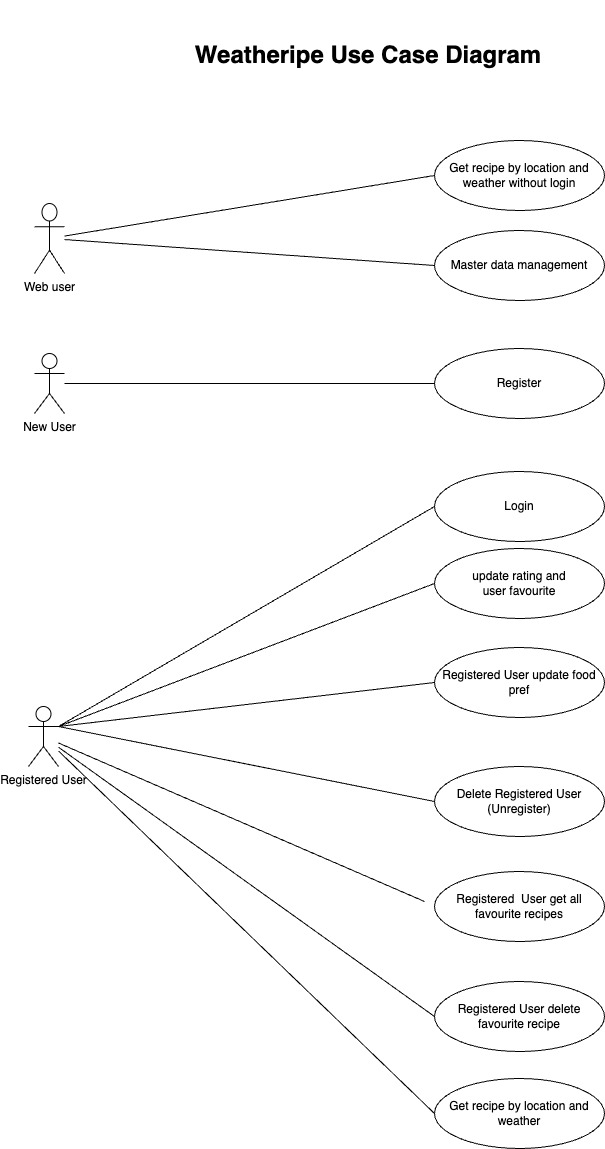 Weatheripe Use Case Diagram
Get recipe by location and
weather without login
Master data management
Web user
Register
New User
Login
update rating and
user favourite
Registered User update food
pref
Registered User
Delete Registered User
(Unregister)
Registered  User get all
favourite recipes
Registered User delete
favourite recipe
Get recipe by location and
weather